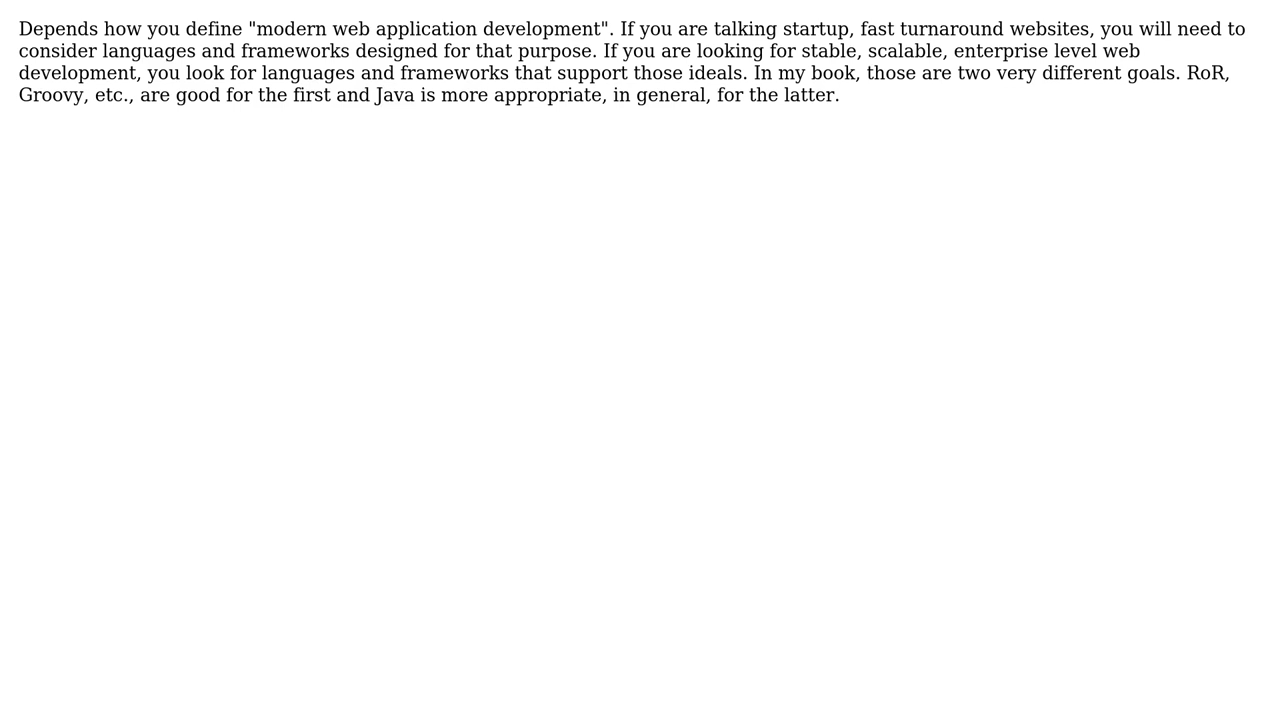 Depends how you define "modern web application development". If you are talking startup, fast turnaround websites, you will need to
consider languages and frameworks designed for that purpose. If you are looking for stable, scalable, enterprise level web
development, you look for languages and frameworks that support those ideals. In my book, those are two very different goals. RoR,
Groovy, etc., are good for the first and Java is more appropriate, in general, for the latter.